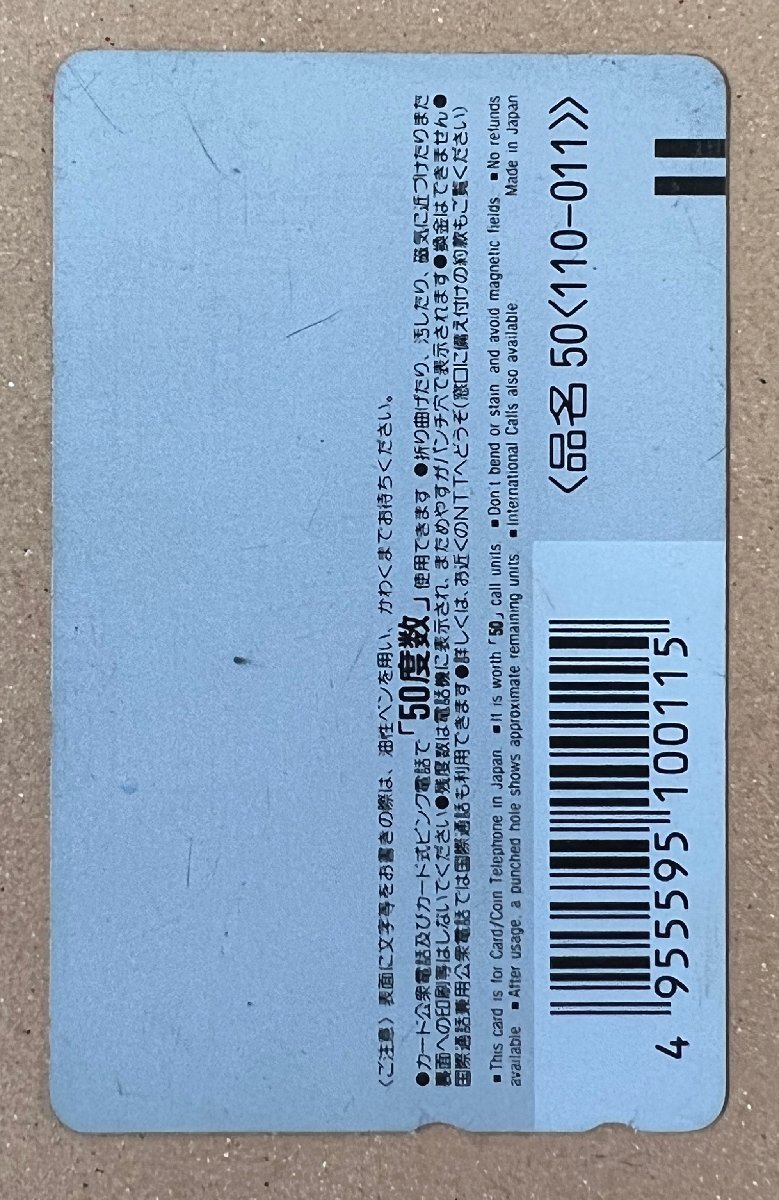 〈ご注意〉表面に文字等をお書きの際は、油性ペンを用い、かわくまでお待ちください。
●カード公衆電話及びカード式ピンク電話で「50度数」使用できます●折り曲げたり、汚したり、磁気に近づけたりまた
裏面への印刷等はしないでください●残度数は電話機に表示され、まためやすがパンチ穴で表示されます●換金はできません●
国際通話兼用公衆電話では国際通話も利用できます●詳しくは、お近くのNTTへどうぞ(窓口に備え付けの約款もご覧ください)
■This card is for Card/Coin Telephone in Japan. ■It is worth「50」call units. ■Don't bend or stain and avoid magnetic fields. ■No refunds
available ■After usage, a punched hole shows approximate remaining units. ■International Calls also available. Made in Japan
〈品名 50〈110-011〉〉
4 955595 100115